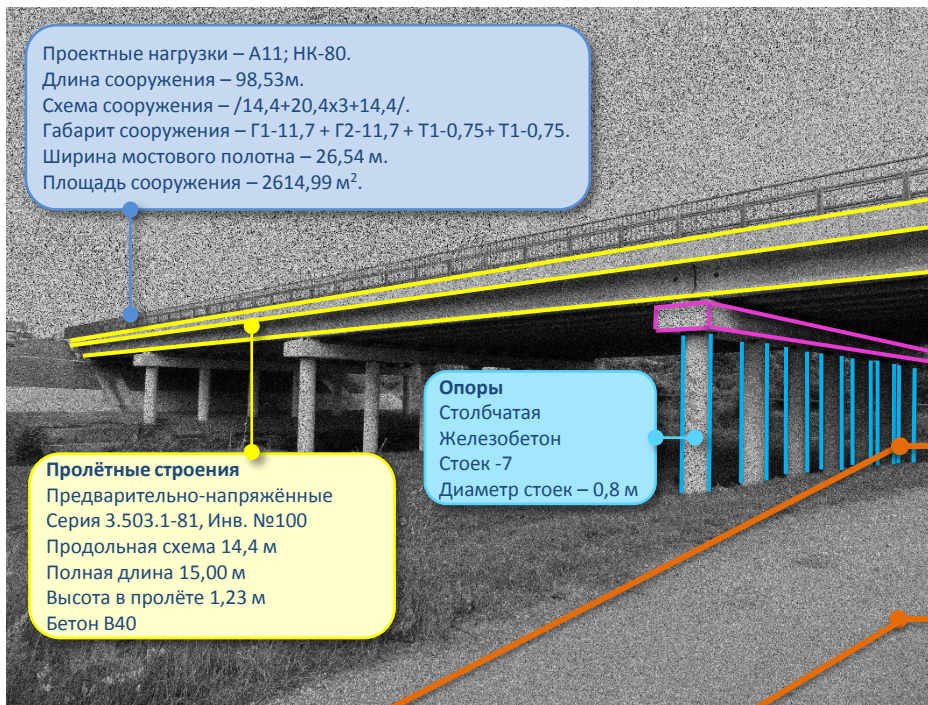 Проектные нагрузки – А11; НК-80.
Длина сооружения – 98,53м.
Схема сооружения – /14,4+20,4х3+14,4/.
Габарит сооружения – Г1-11,7 + Г2-11,7 + Т1-0,75+ Т1-0,75.
Ширина мостового полотна – 26,54 м.
Площадь сооружения – 2614,99 м².
Опоры
Столбчатая
Железобетон
Стоек -7
Диаметр стоек – 0,8 м
Пролётные строения
Предварительно-напряжённые
Серия 3.503.1-81, Инв. №100
Продольная схема 14,4 м
Полная длина 15,00 м
Высота в пролёте 1,23 м
Бетон В40